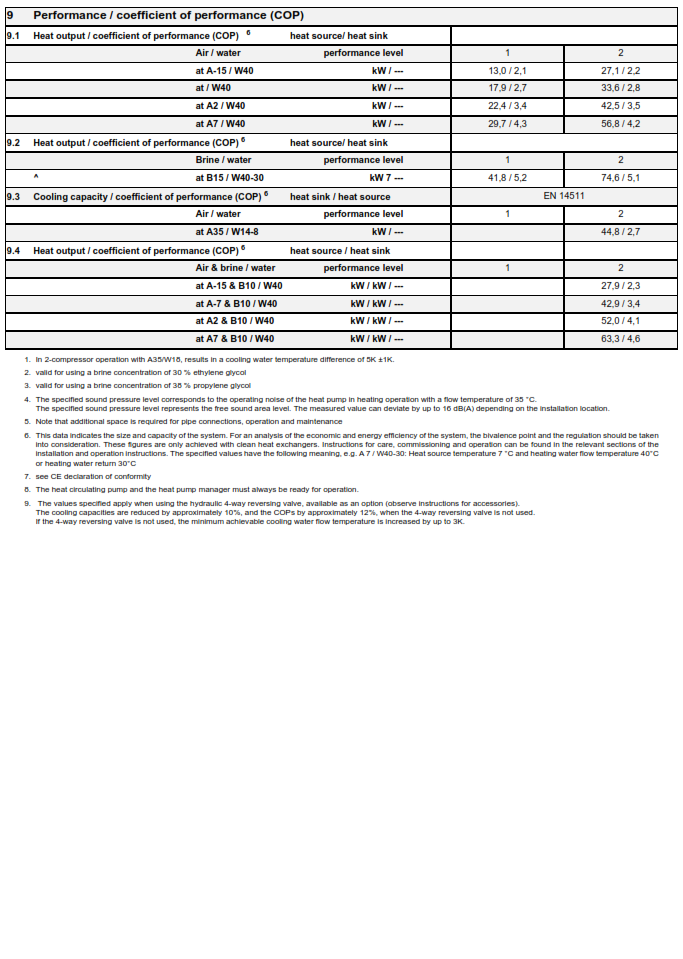 9 Performance / coefficient of performance (COP)
9.1 Heat output / coefficient of performance (COP) 6 heat source/ heat sink
Air / water performance level 1 2
at A-15 / W40 kW / --- 13,0 / 2,1 27,1 / 2,2
at / W40 kW / --- 17,9 / 2,7 33,6 / 2,8
at A2 / W40 kW / --- 22,4 / 3,4 42,5 / 3,5
at A7 / W40 kW / --- 29,7 / 4,3 56,8 / 4,2
9.2 Heat output / coefficient of performance (COP) 6 heat source/ heat sink
Brine / water performance level 1 2
^ at B15 / W40-30 kW 7 --- 41,8 / 5,2 74,6 / 5,1
9.3 Cooling capacity / coefficient of performance (COP) 6 heat sink / heat source EN 14511
Air / water performance level 1 2
at A35 / W14-8 kW / --- 44,8 / 2,7
9.4 Heat output / coefficient of performance (COP) 6 heat source / heat sink
Air & brine / water performance level 1 2
at A-15 & B10 / W40 kW / kW / --- 27,9 / 2,3
at A-7 & B10 / W40 kW / kW / --- 42,9 / 3,4
at A2 & B10 / W40 kW / kW / --- 52,0 / 4,1
at A7 & B10 / W40 kW / kW / --- 63,3 / 4,6
1. In 2-compressor operation with A35/W18, results in a cooling water temperature difference of 5K ±1K.
2. valid for using a brine concentration of 30 % ethylene glycol
3. valid for using a brine concentration of 38 % propylene glycol
4. The specified sound pressure level corresponds to the operating noise of the heat pump in heating operation with a flow temperature of 35 °C.
The specified sound pressure level represents the free sound area level. The measured value can deviate by up to 16 dB(A) depending on the installation location.
5. Note that additional space is required for pipe connections, operation and maintenance
6. This data indicates the size and capacity of the system. For an analysis of the economic and energy efficiency of the system, the bivalence point and the regulation should be taken
into consideration. These figures are only achieved with clean heat exchangers. Instructions for care, commissioning and operation can be found in the relevant sections of the
installation and operation instructions. The specified values have the following meaning, e.g. A 7 / W40-30: Heat source temperature 7 °C and heating water flow temperature 40°C
or heating water return 30°C
7. see CE declaration of conformity
8. The heat circulating pump and the heat pump manager must always be ready for operation.
9. The values specified apply when using the hydraulic 4-way reversing valve, available as an option (observe instructions for accessories).
The cooling capacities are reduced by approximately 10%, and the COPs by approximately 12%, when the 4-way reversing valve is not used.
If the 4-way reversing valve is not used, the minimum achievable cooling water flow temperature is increased by up to 3K.